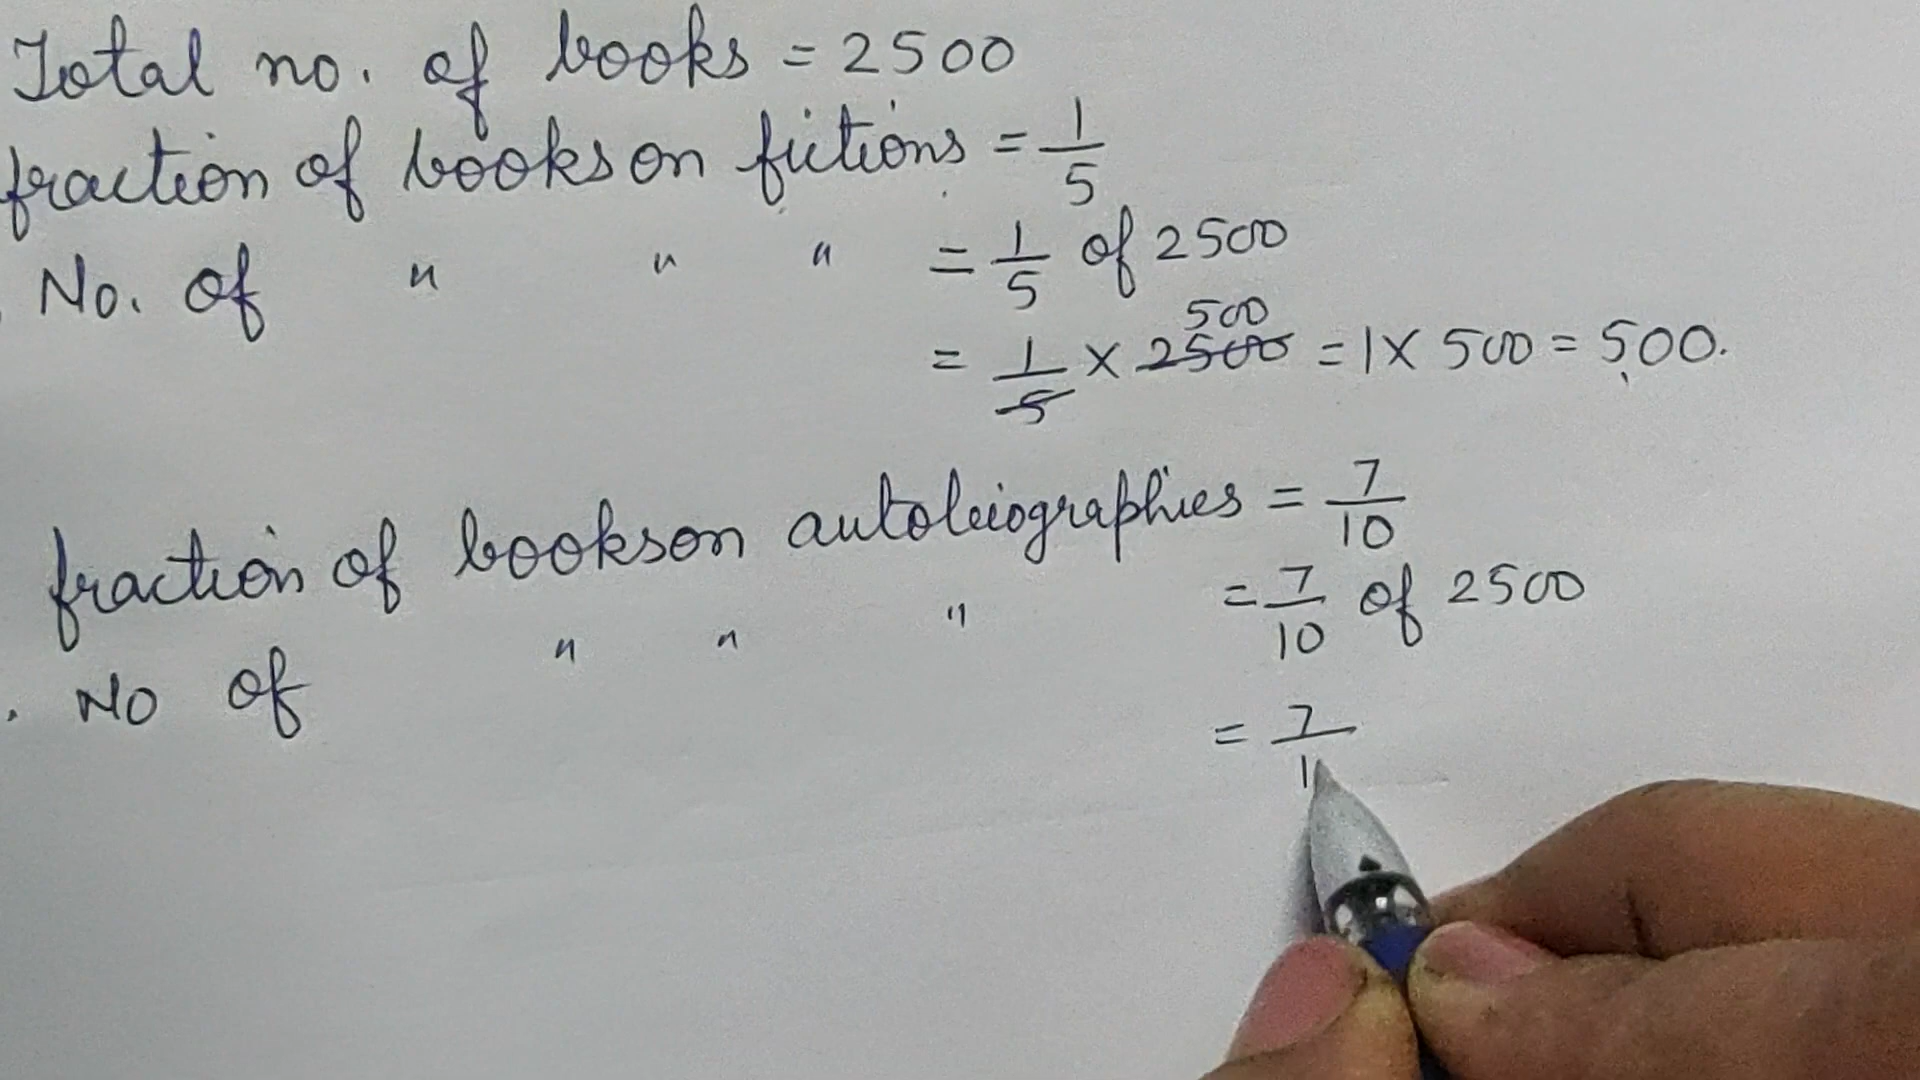 Total no. of books = 2500
fraction of books on fictions = 1/5
No. of " " " = 1/5 of 2500
= 1/5 × 2500 500 = 1 × 500 = 500.
fraction of books on autobiographies = 7/10
. No of " " " = 7/10 of 2500
= 7/1